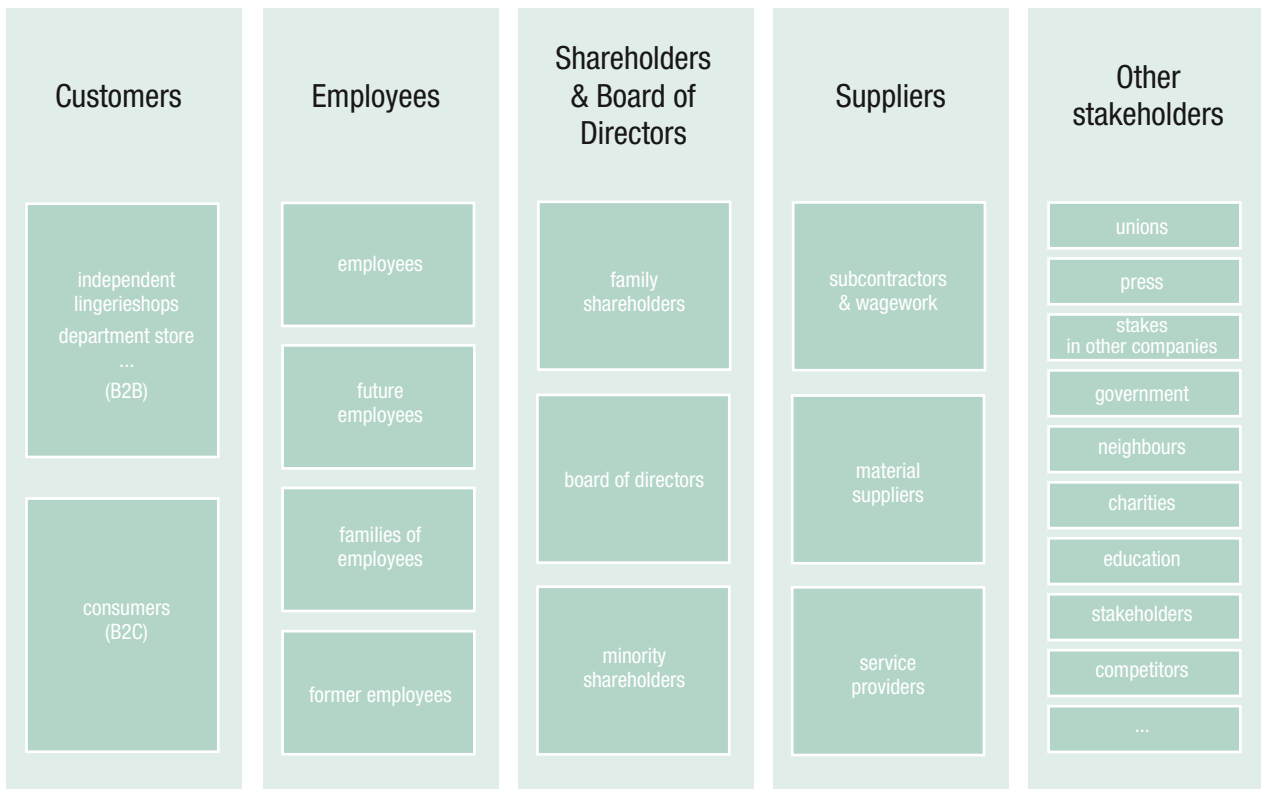 Customers
independent
lingerieshops
department store
...
(B2B)
consumers
(B2C)
Employees
employees
future
employees
families of
employees
former employees
Shareholders
& Board of
Directors
family
shareholders
board of directors
minority
shareholders
Suppliers
subcontractors
& wagework
material
suppliers
service
providers
Other
stakeholders
unions
press
stakes
in other companies
government
neighbours
charities
education
stakeholders
competitors
...